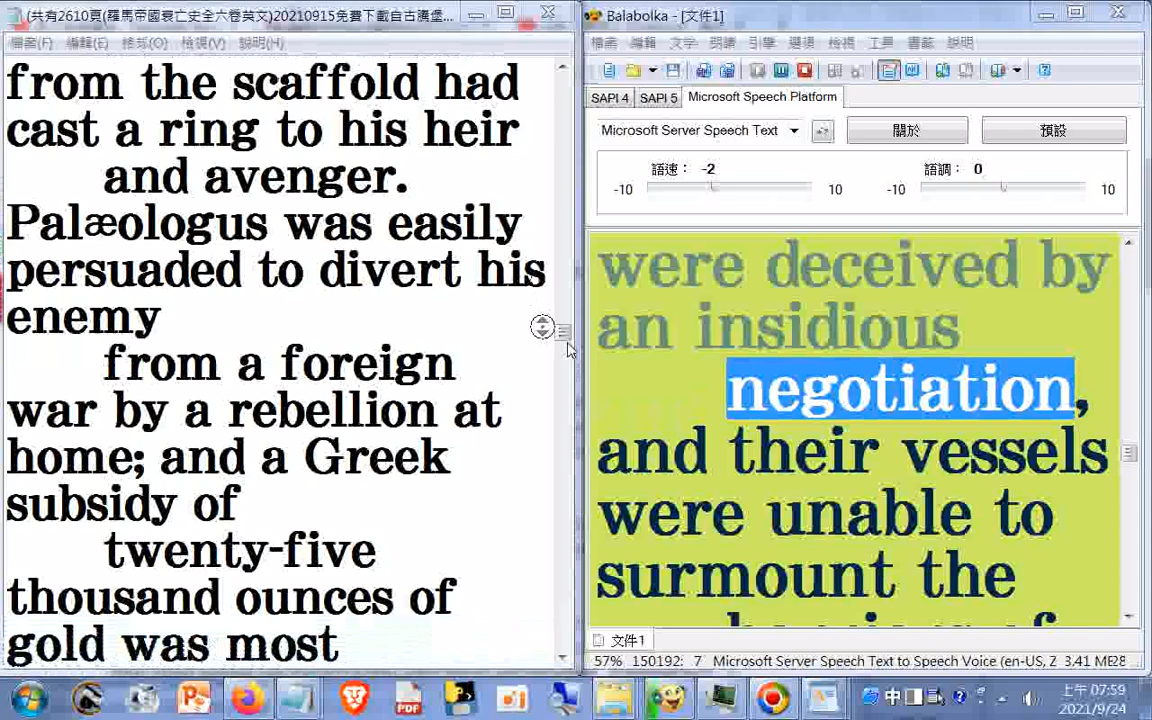 (共有2610頁(羅馬帝國衰亡史全六卷英文)20210915免費下載自古騰堡...
檔案(F) 編輯(E) 格式(O) 檢視(V) 說明(H)
from the scaffold had
cast a ring to his heir
and avenger.
Palæologus was easily
persuaded to divert his
enemy
from a foreign
war by a rebellion at
home; and a Greek
subsidy of
twenty-five
thousand ounces of
gold was most
Balabolka - [文件1]
檔案 編輯 文字 閱讀 引擎 選項 檢視 工具 書籤 說明
SAPI 4 SAPI 5 Microsoft Speech Platform
Microsoft Server Speech Text
關於 預設
語速: -2 語調: 0
-10 10 -10 10
were deceived by
an insidious
negotiation,
and their vessels
were unable to
surmount the
文件1
57% 150192: 7 Microsoft Server Speech Text to Speech Voice (en-US, Z 3.41 ME28
中
上午 07:59
2021/9/24